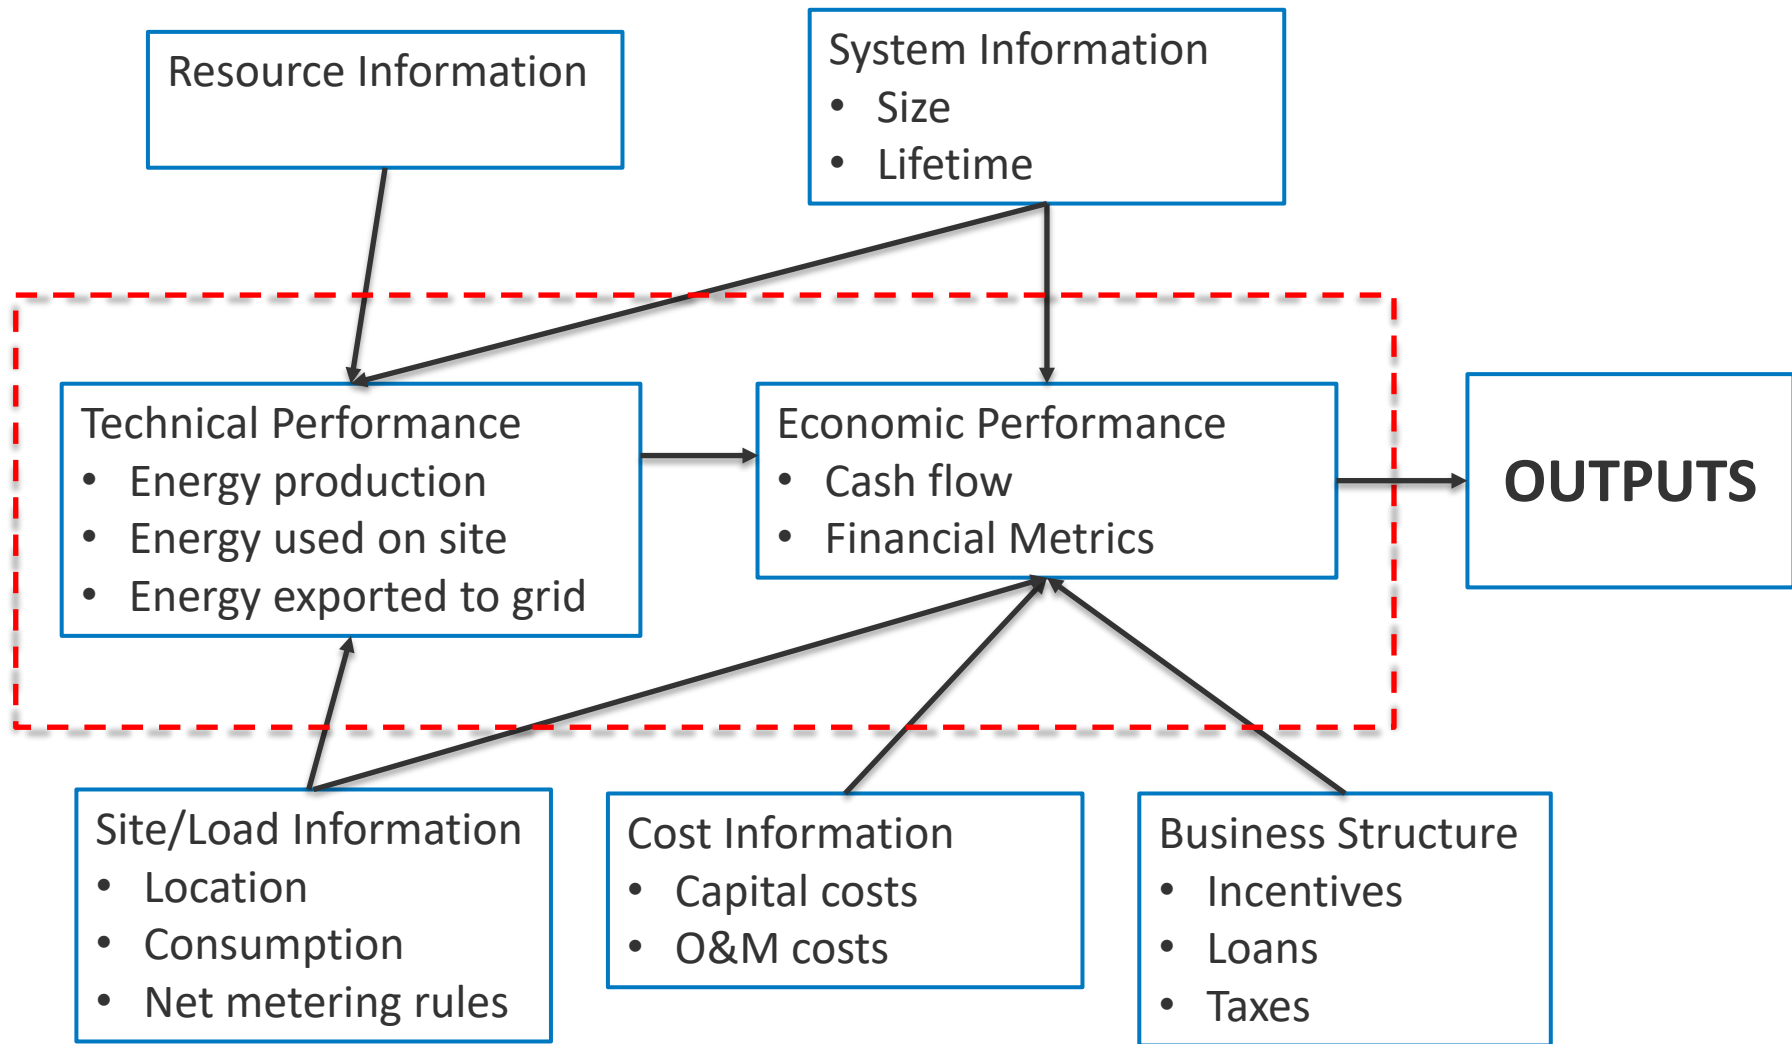 Resource Information
System Information
• Size
• Lifetime
Technical Performance
• Energy production
• Energy used on site
• Energy exported to grid
Economic Performance
• Cash flow
• Financial Metrics
OUTPUTS
Site/Load Information
• Location
• Consumption
• Net metering rules
Cost Information
• Capital costs
• O&M costs
Business Structure
• Incentives
• Loans
• Taxes